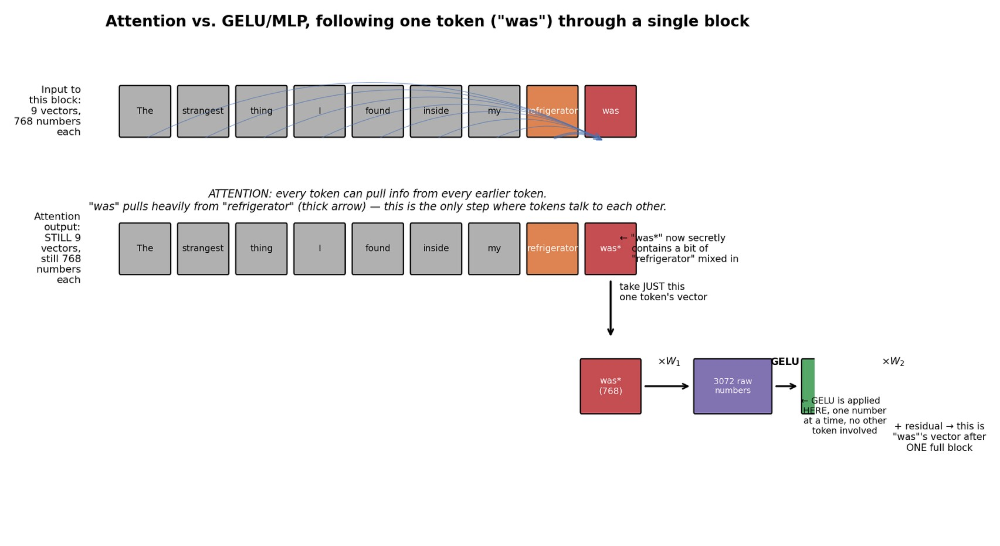 Attention vs. GELU/MLP, following one token ("was") through a single block
Input to
this block:
9 vectors,
768 numbers
each
The
strangest
thing
I
found
inside
my
refrigerator
was
ATTENTION: every token can pull info from every earlier token.
"was" pulls heavily from "refrigerator" (thick arrow) — this is the only step where tokens talk to each other.
Attention
output:
STILL 9
vectors,
still 768
numbers
each
The
strangest
thing
I
found
inside
my
refrigerator
was*
← "was*" now secretly
contains a bit of
"refrigerator" mixed in
take JUST this
one token's vector
was*
(768)
×W₁
3072 raw
numbers
GELU
×W₂
← GELU is applied
HERE, one number
at a time, no other
token involved
+ residual → this is
"was"'s vector after
ONE full block